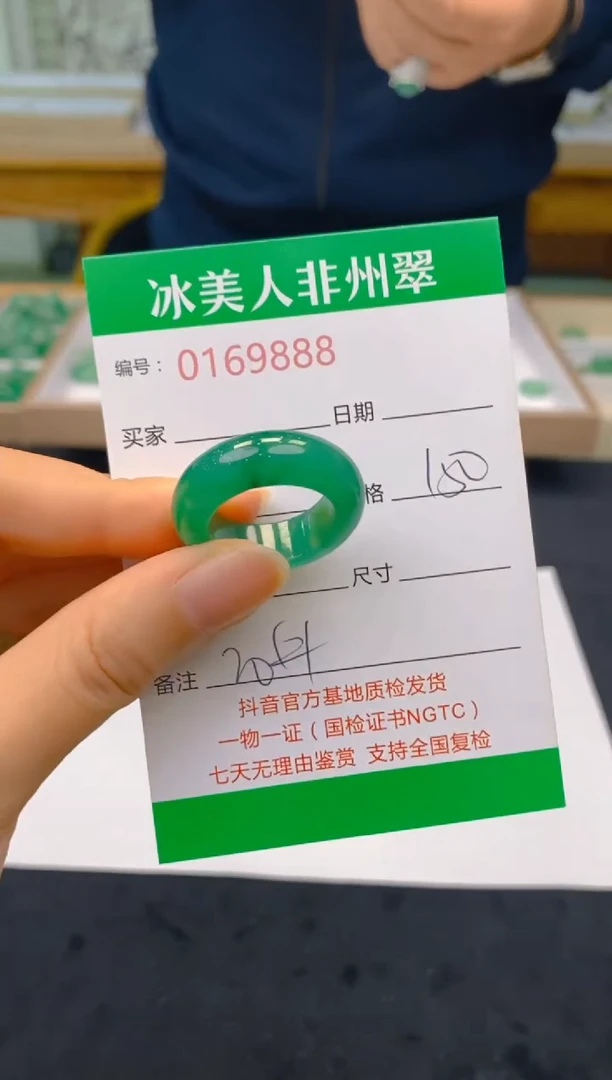 冰美人非州翠
编号：0169888
买家 日期
格 150
尺寸
备注
抖音官方基地质检发货
一物一证（国检证书NGTC）
七天无理由鉴赏 支持全国复检